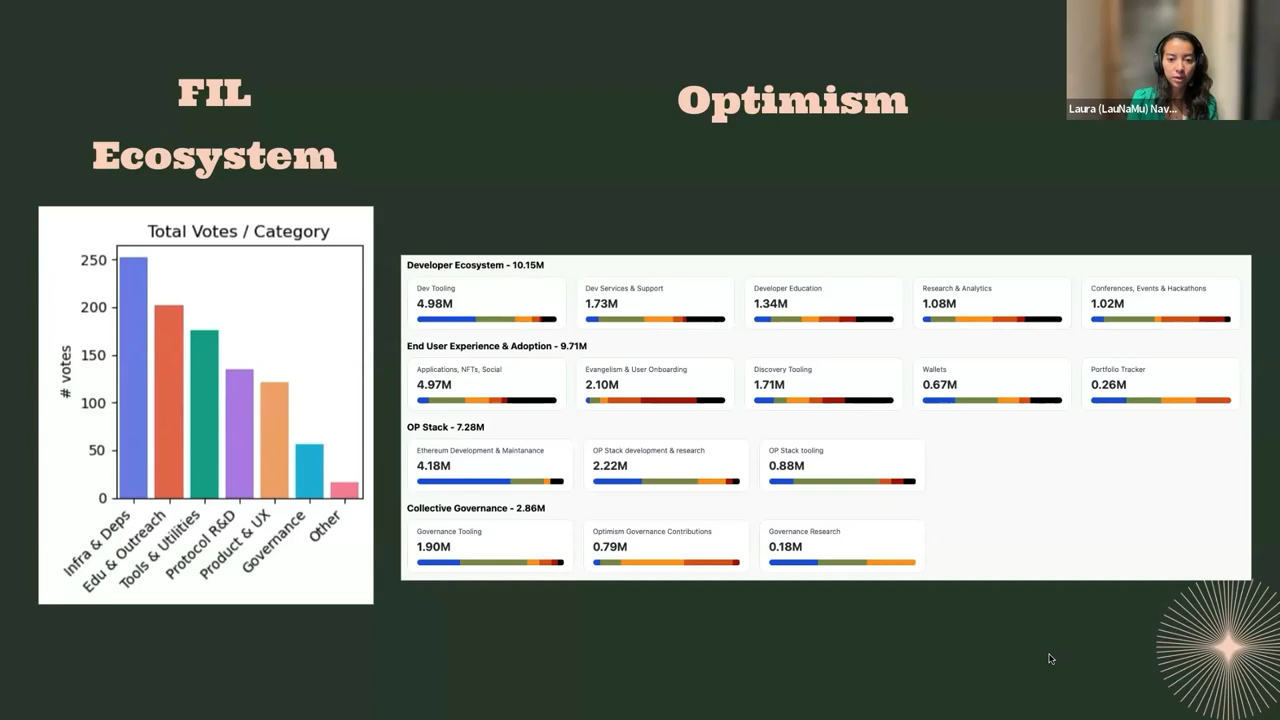 FIL
Ecosystem
Optimism
Laura (LauNaMu) Nav...
Total Votes / Category
# votes
250
200
150
100
50
0
Infra & Deps
Edu & Outreach
Tools & Utilities
Protocol R&D
Product & UX
Governance
Other
Developer Ecosystem - 10.15M
Dev Tooling
4.98M
Dev Services & Support
1.73M
Developer Education
1.34M
Research & Analytics
1.08M
Conferences, Events & Hackathons
1.02M
End User Experience & Adoption - 9.71M
Applications, NFTs, Social
4.97M
Evangelism & User Onboarding
2.10M
Discovery Tooling
1.71M
Wallets
0.67M
Portfolio Tracker
0.26M
OP Stack - 7.28M
Ethereum Development & Maintanance
4.18M
OP Stack development & research
2.22M
OP Stack tooling
0.88M
Collective Governance - 2.86M
Governance Tooling
1.90M
Optimism Governance Contributions
0.79M
Governance Research
0.18M